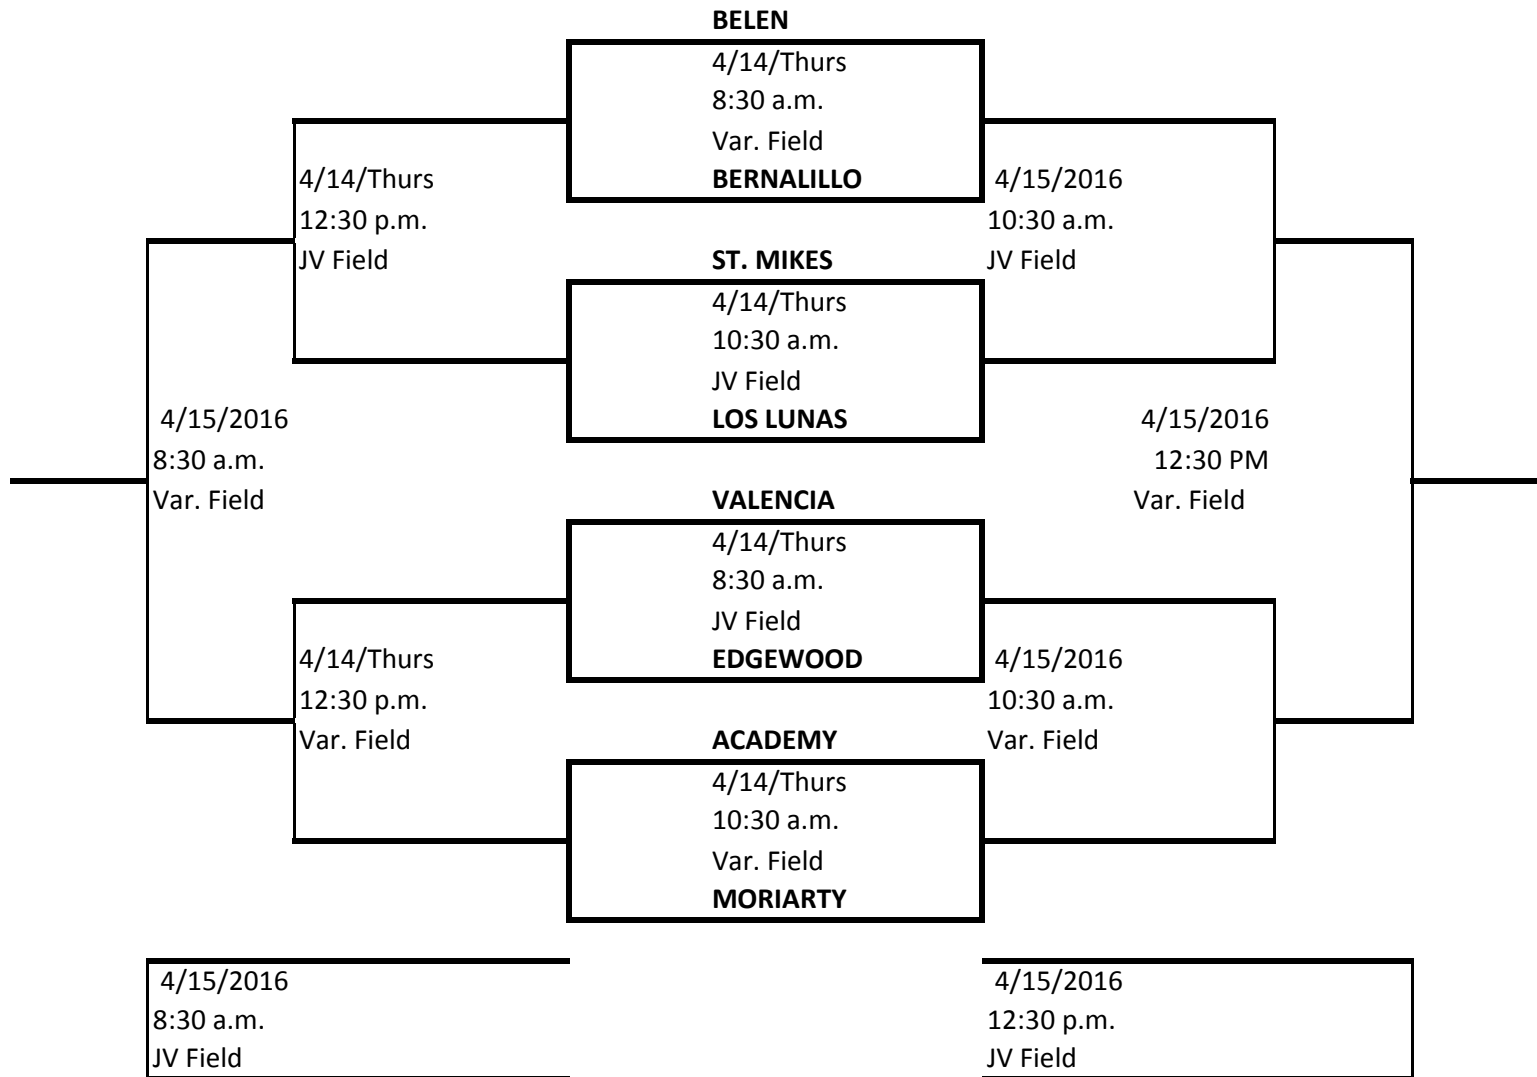 BELEN
4/14/Thurs
8:30 a.m.
Var. Field
4/14/Thurs BERNALILLO 4/15/2016
12:30 p.m. 10:30 a.m.
JV Field ST. MIKES JV Field
4/14/Thurs
10:30 a.m.
JV Field
4/15/2016 LOS LUNAS 4/15/2016
8:30 a.m. 12:30 PM
Var. Field VALENCIA Var. Field
4/14/Thurs
8:30 a.m.
JV Field
4/14/Thurs EDGEWOOD 4/15/2016
12:30 p.m. 10:30 a.m.
Var. Field ACADEMY Var. Field
4/14/Thurs
10:30 a.m.
Var. Field
MORIARTY
4/15/2016 4/15/2016
8:30 a.m. 12:30 p.m.
JV Field JV Field